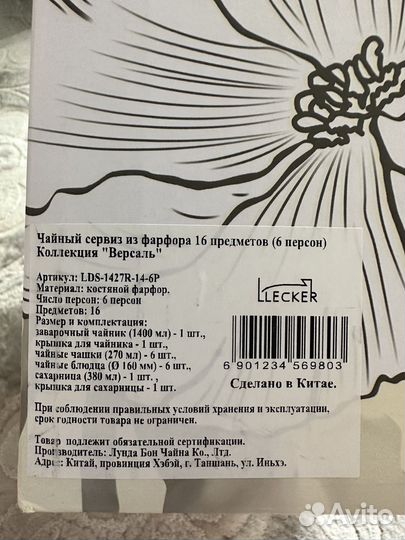 Чайный сервиз из фарфора 16 предметов (6 персон)
Коллекция "Версаль"
Артикул: LDS-1427R-14-6P
Материал: костяной фарфор.
Число персон: 6 персон
Предметов: 16
Размер и комплектация:
заварочный чайник (1400 мл) - 1 шт.,
крышка для чайника - 1 шт.,
чайные чашки (270 мл) - 6 шт.,
чайные блюдца (Ø 160 мм) - 6 шт.,
сахарница (380 мл) - 1 шт. ,
крышка для сахарницы - 1 шт.
LLECKER
6 901234 569803
Сделано в Китае.
При соблюдении правильных условий хранения и эксплуатации,
срок годности товара не ограничен.
Товар подлежит обязательной сертификации.
Производитель: Лунда Бон Чайна Ко., Лтд.
Адрес: Китай, провинция Хэбэй, г. Таншань, ул. Иньхэ.
Avito